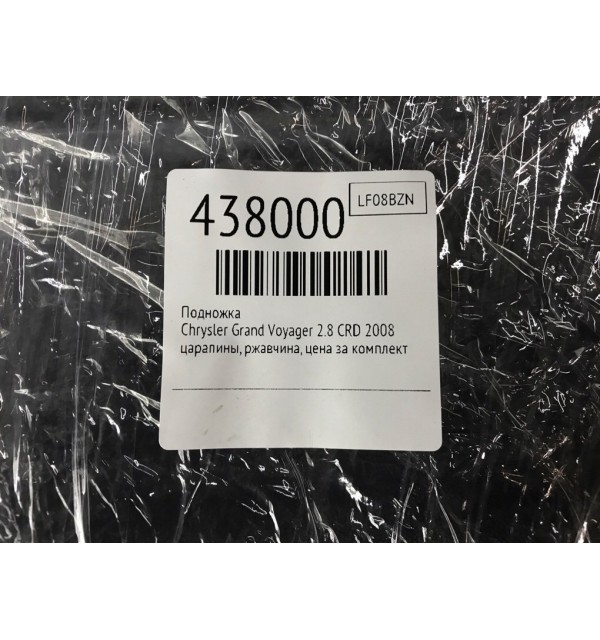 438000
LF08BZN
Подножка
Chrysler Grand Voyager 2.8 CRD 2008
царапины, ржавчина, цена за комплект